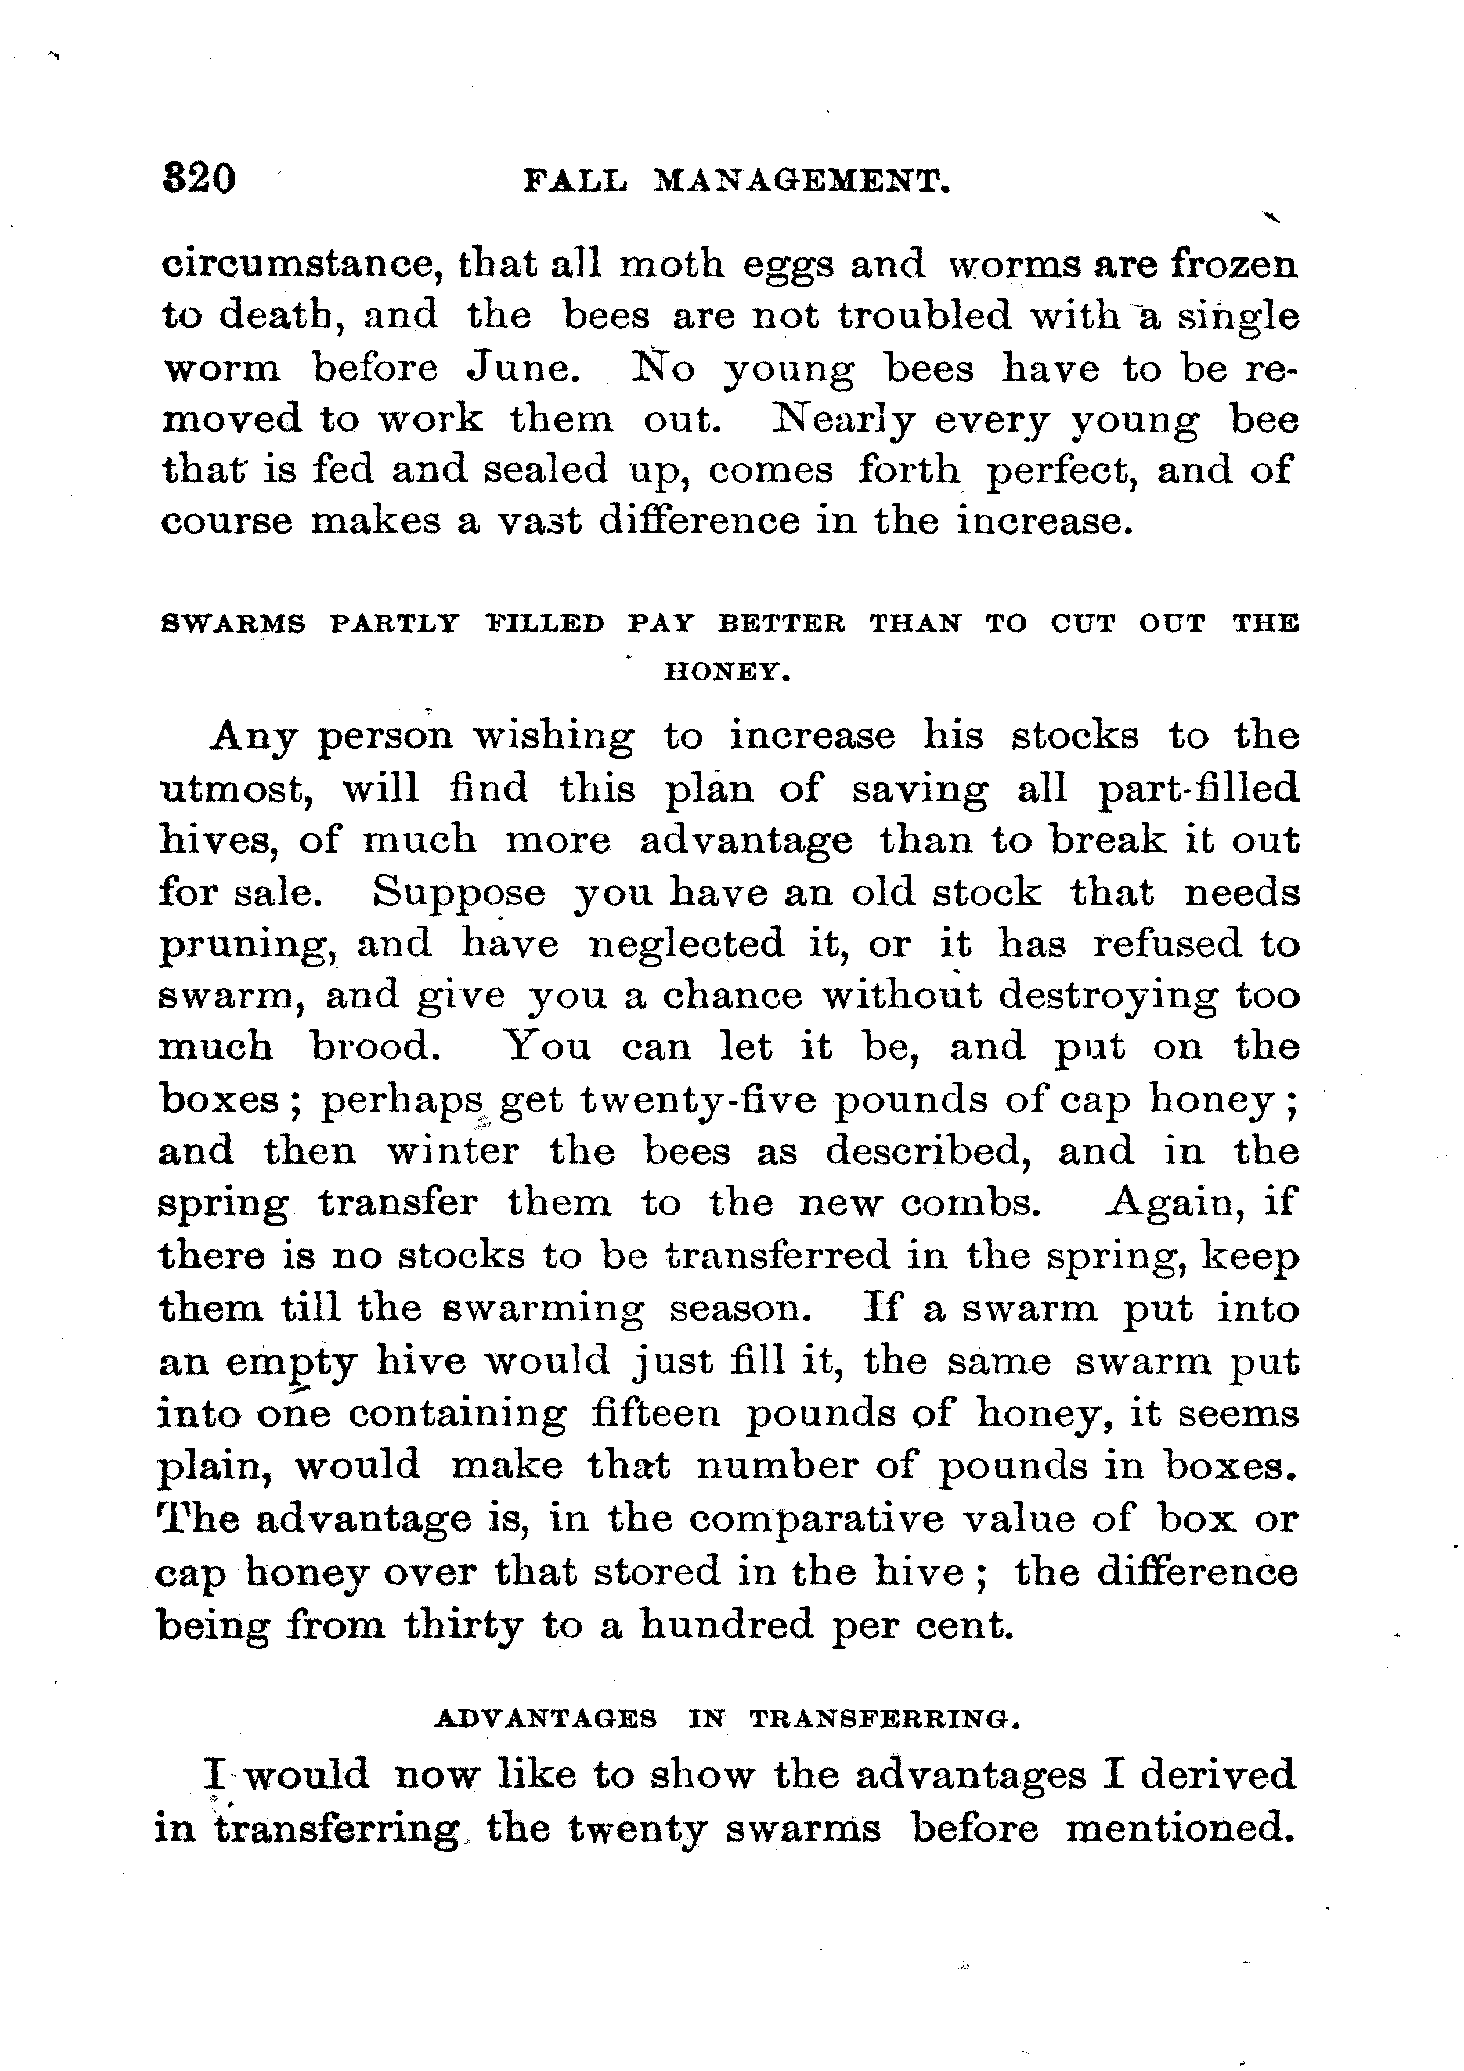 320 FALL MANAGEMENT.
circumstance, that all moth eggs and worms are frozen
to death, and the bees are not troubled with a single
worm before June. No young bees have to be re-
moved to work them out. Nearly every young bee
that is fed and sealed up, comes forth perfect, and of
course makes a vast difference in the increase.
SWARMS PARTLY FILLED PAY BETTER THAN TO CUT OUT THE
HONEY.
Any person wishing to increase his stocks to the
utmost, will find this plan of saving all part-filled
hives, of much more advantage than to break it out
for sale. Suppose you have an old stock that needs
pruning, and have neglected it, or it has refused to
swarm, and give you a chance without destroying too
much brood. You can let it be, and put on the
boxes; perhaps get twenty-five pounds of cap honey;
and then winter the bees as described, and in the
spring transfer them to the new combs. Again, if
there is no stocks to be transferred in the spring, keep
them till the swarming season. If a swarm put into
an empty hive would just fill it, the same swarm put
into one containing fifteen pounds of honey, it seems
plain, would make that number of pounds in boxes.
The advantage is, in the comparative value of box or
cap honey over that stored in the hive; the difference
being from thirty to a hundred per cent.
ADVANTAGES IN TRANSFERRING.
I would now like to show the advantages I derived
in transferring the twenty swarms before mentioned.